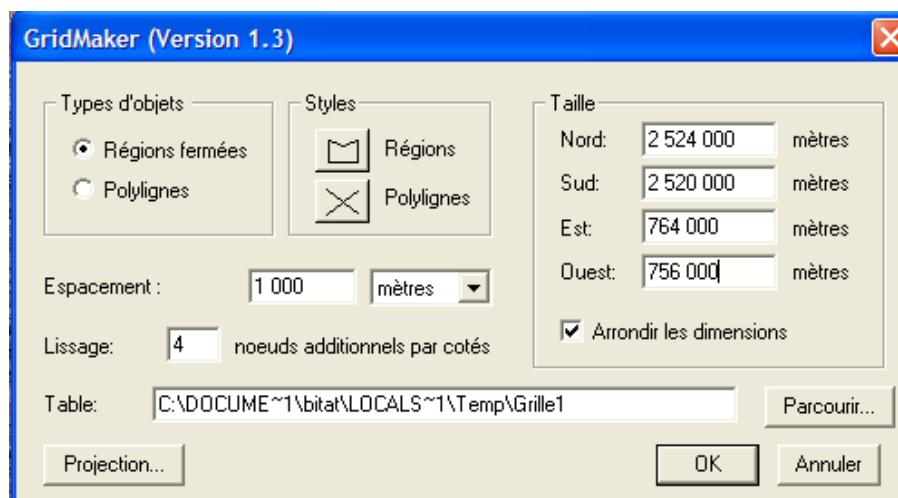 GridMaker (Version 1.3)
Types d'objets
Régions fermées
Polylignes
Styles
Régions
Polylignes
Taille
Nord: 2 524 000 mètres
Sud: 2 520 000 mètres
Est: 764 000 mètres
Ouest: 756 000 mètres
Arrondir les dimensions
Espacement : 1 000 mètres
Lissage: 4 noeuds additionnels par cotés
Table: C:\DOCUME~1\bitat\LOCALS~1\Temp\Grille1 Parcourir...
Projection... OK Annuler